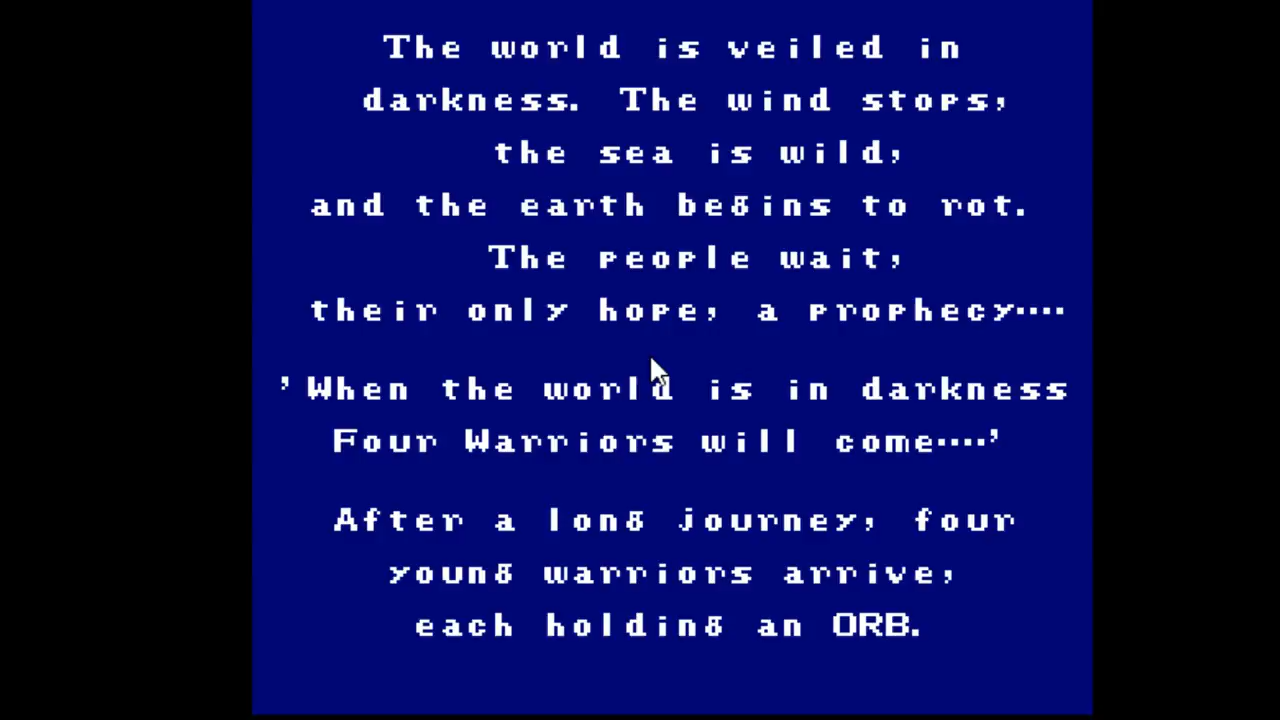 The world is veiled in
darkness. The wind stops,
the sea is wild,
and the earth begins to rot.
The people wait,
their only hope, a prophecy....
'When the world is in darkness
Four Warriors will come....'
After a long journey, four
young warriors arrive,
each holding an ORB.